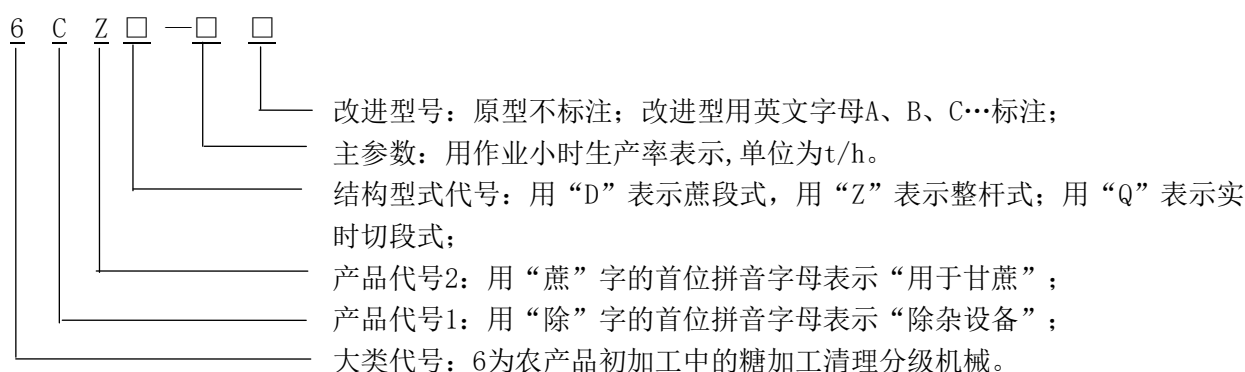 6 C Z □ —□ □
改进型号：原型不标注；改进型用英文字母A、B、C…标注；
主参数：用作业小时生产率表示,单位为t/h。
结构型式代号：用“D”表示蔗段式，用“Z”表示整杆式；用“Q”表示实
时切段式；
产品代号2：用“蔗”字的首位拼音字母表示“用于甘蔗”；
产品代号1：用“除”字的首位拼音字母表示“除杂设备”；
大类代号：6为农产品初加工中的糖加工清理分级机械。